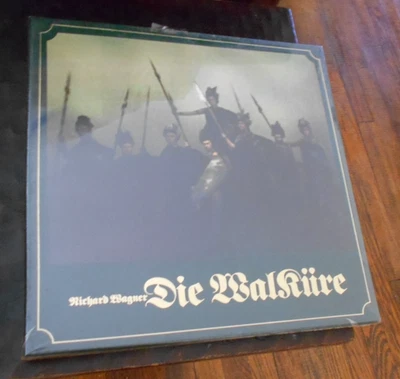 Richard Wagner Die Walküre